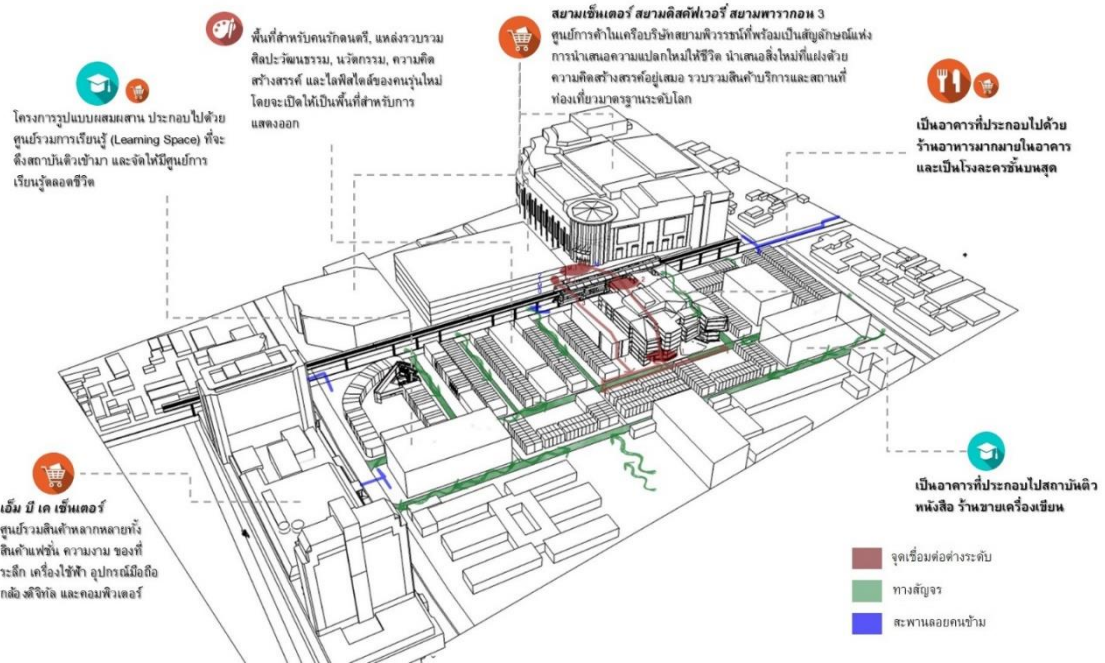 สยามเซ็นเตอร์ สยามดิสคัฟเวอรี่ สยามพารากอน 3
ศูนย์การค้าในเครือบริษัทสยามพิวรรธน์ที่พร้อมเป็นสัญลักษณ์แห่ง
การนำเสนอความแปลกใหม่ให้ชีวิต นำเสนอสิ่งใหม่ที่แฝงด้วย
ความคิดสร้างสรรค์อยู่เสมอ รวบรวมสินค้าบริการและสถานที่
ท่องเที่ยวมาตรฐานระดับโลก
พื้นที่สำหรับคนรักดนตรี, แหล่งรวบรวม
ศิลปะวัฒนธรรม, นวัตกรรม, ความคิด
สร้างสรรค์ และไลฟ์สไตล์ของคนรุ่นใหม่
โดยจะเปิดให้เป็นพื้นที่สำหรับการ
แสดงออก
โครงการรูปแบบผสมผสาน ประกอบไปด้วย
ศูนย์รวมการเรียนรู้ (Learning Space) ที่จะ
ดึงสถาบันติวเข้ามา และจัดให้มีศูนย์การ
เรียนรู้ตลอดชีวิต
เป็นอาคารที่ประกอบไปด้วย
ร้านอาหารมากมายในอาคาร
และเป็นโรงละครชั้นบนสุด
เอ็ม บี เค เซ็นเตอร์
ศูนย์รวมสินค้าหลากหลายทั้ง
สินค้าแฟชั่น ความงาม ของที่
ระลึก เครื่องใช้ฟ้า อุปกรณ์มือถือ
กล้องดิจิทัล และคอมพิวเตอร์
เป็นอาคารที่ประกอบไปสถาบันติว
หนังสือ ร้านขายเครื่องเขียน
จุดเชื่อมต่อต่างระดับ
ทางสัญจร
สะพานลอยคนข้าม